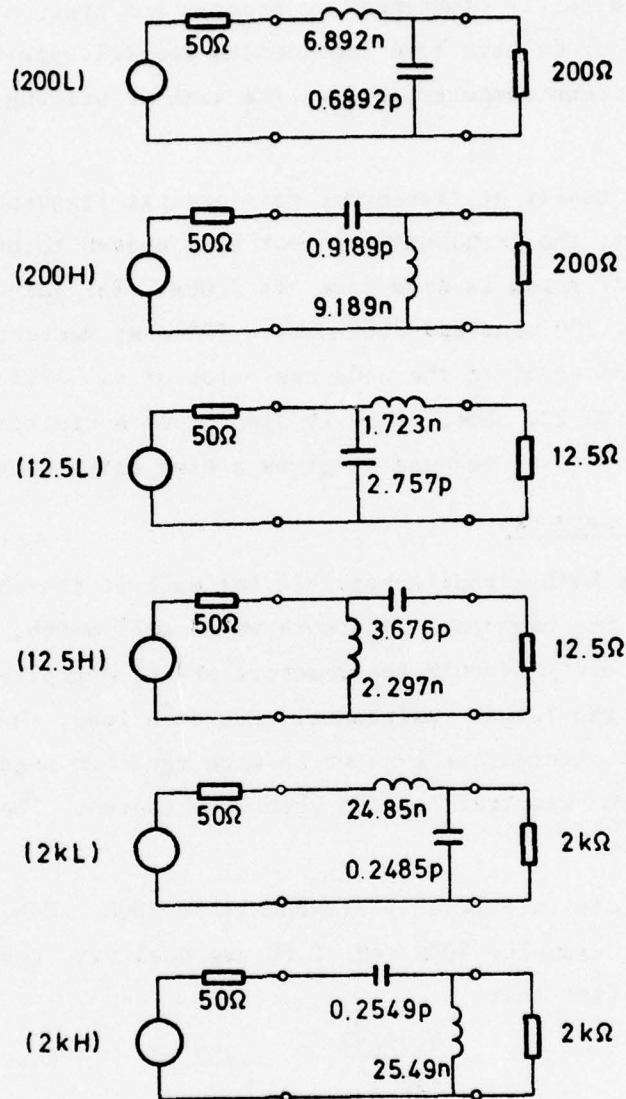 50Ω
6.892n
(200L)
0.6892p
200Ω
50Ω
0.9189p
(200H)
9.189n
200Ω
50Ω
1.723n
(12.5L)
2.757p
12.5Ω
50Ω
3.676p
(12.5H)
2.297n
12.5Ω
50Ω
24.85n
(2kL)
0.2485p
2kΩ
50Ω
0.2549p
(2kH)
25.49n
2kΩ